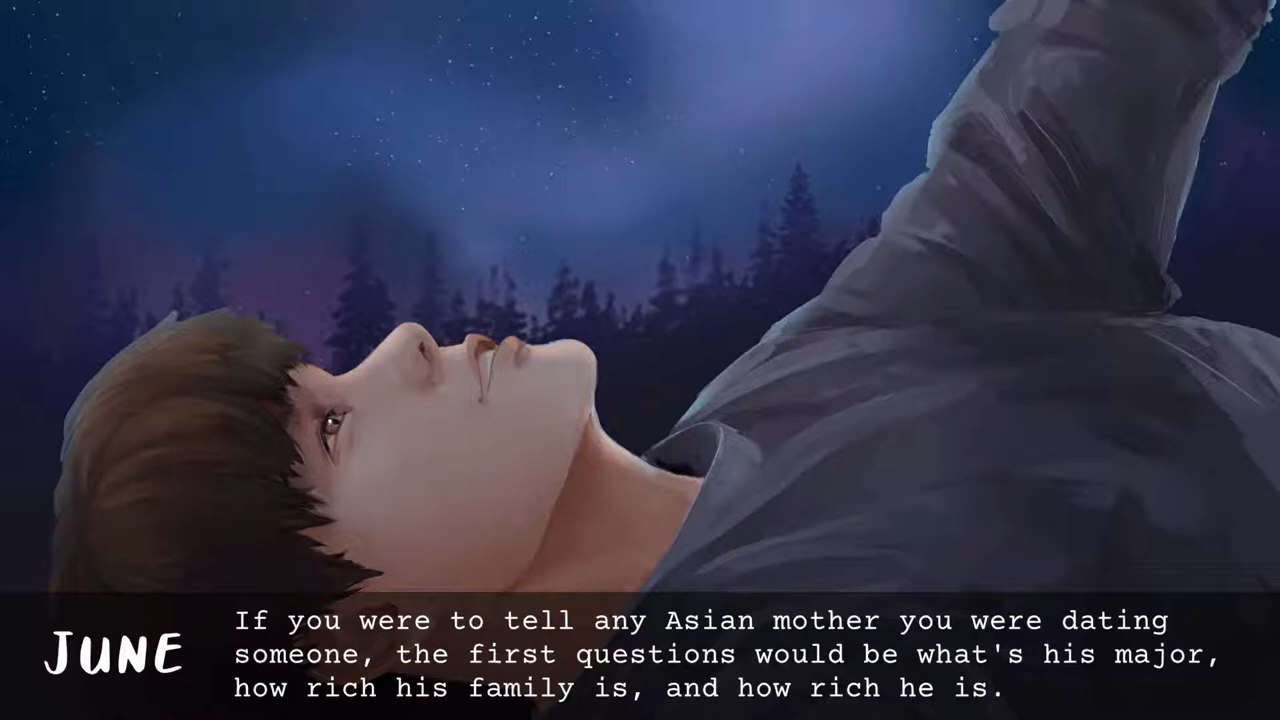 JUNE
If you were to tell any Asian mother you were dating
someone, the first questions would be what's his major,
how rich his family is, and how rich he is.